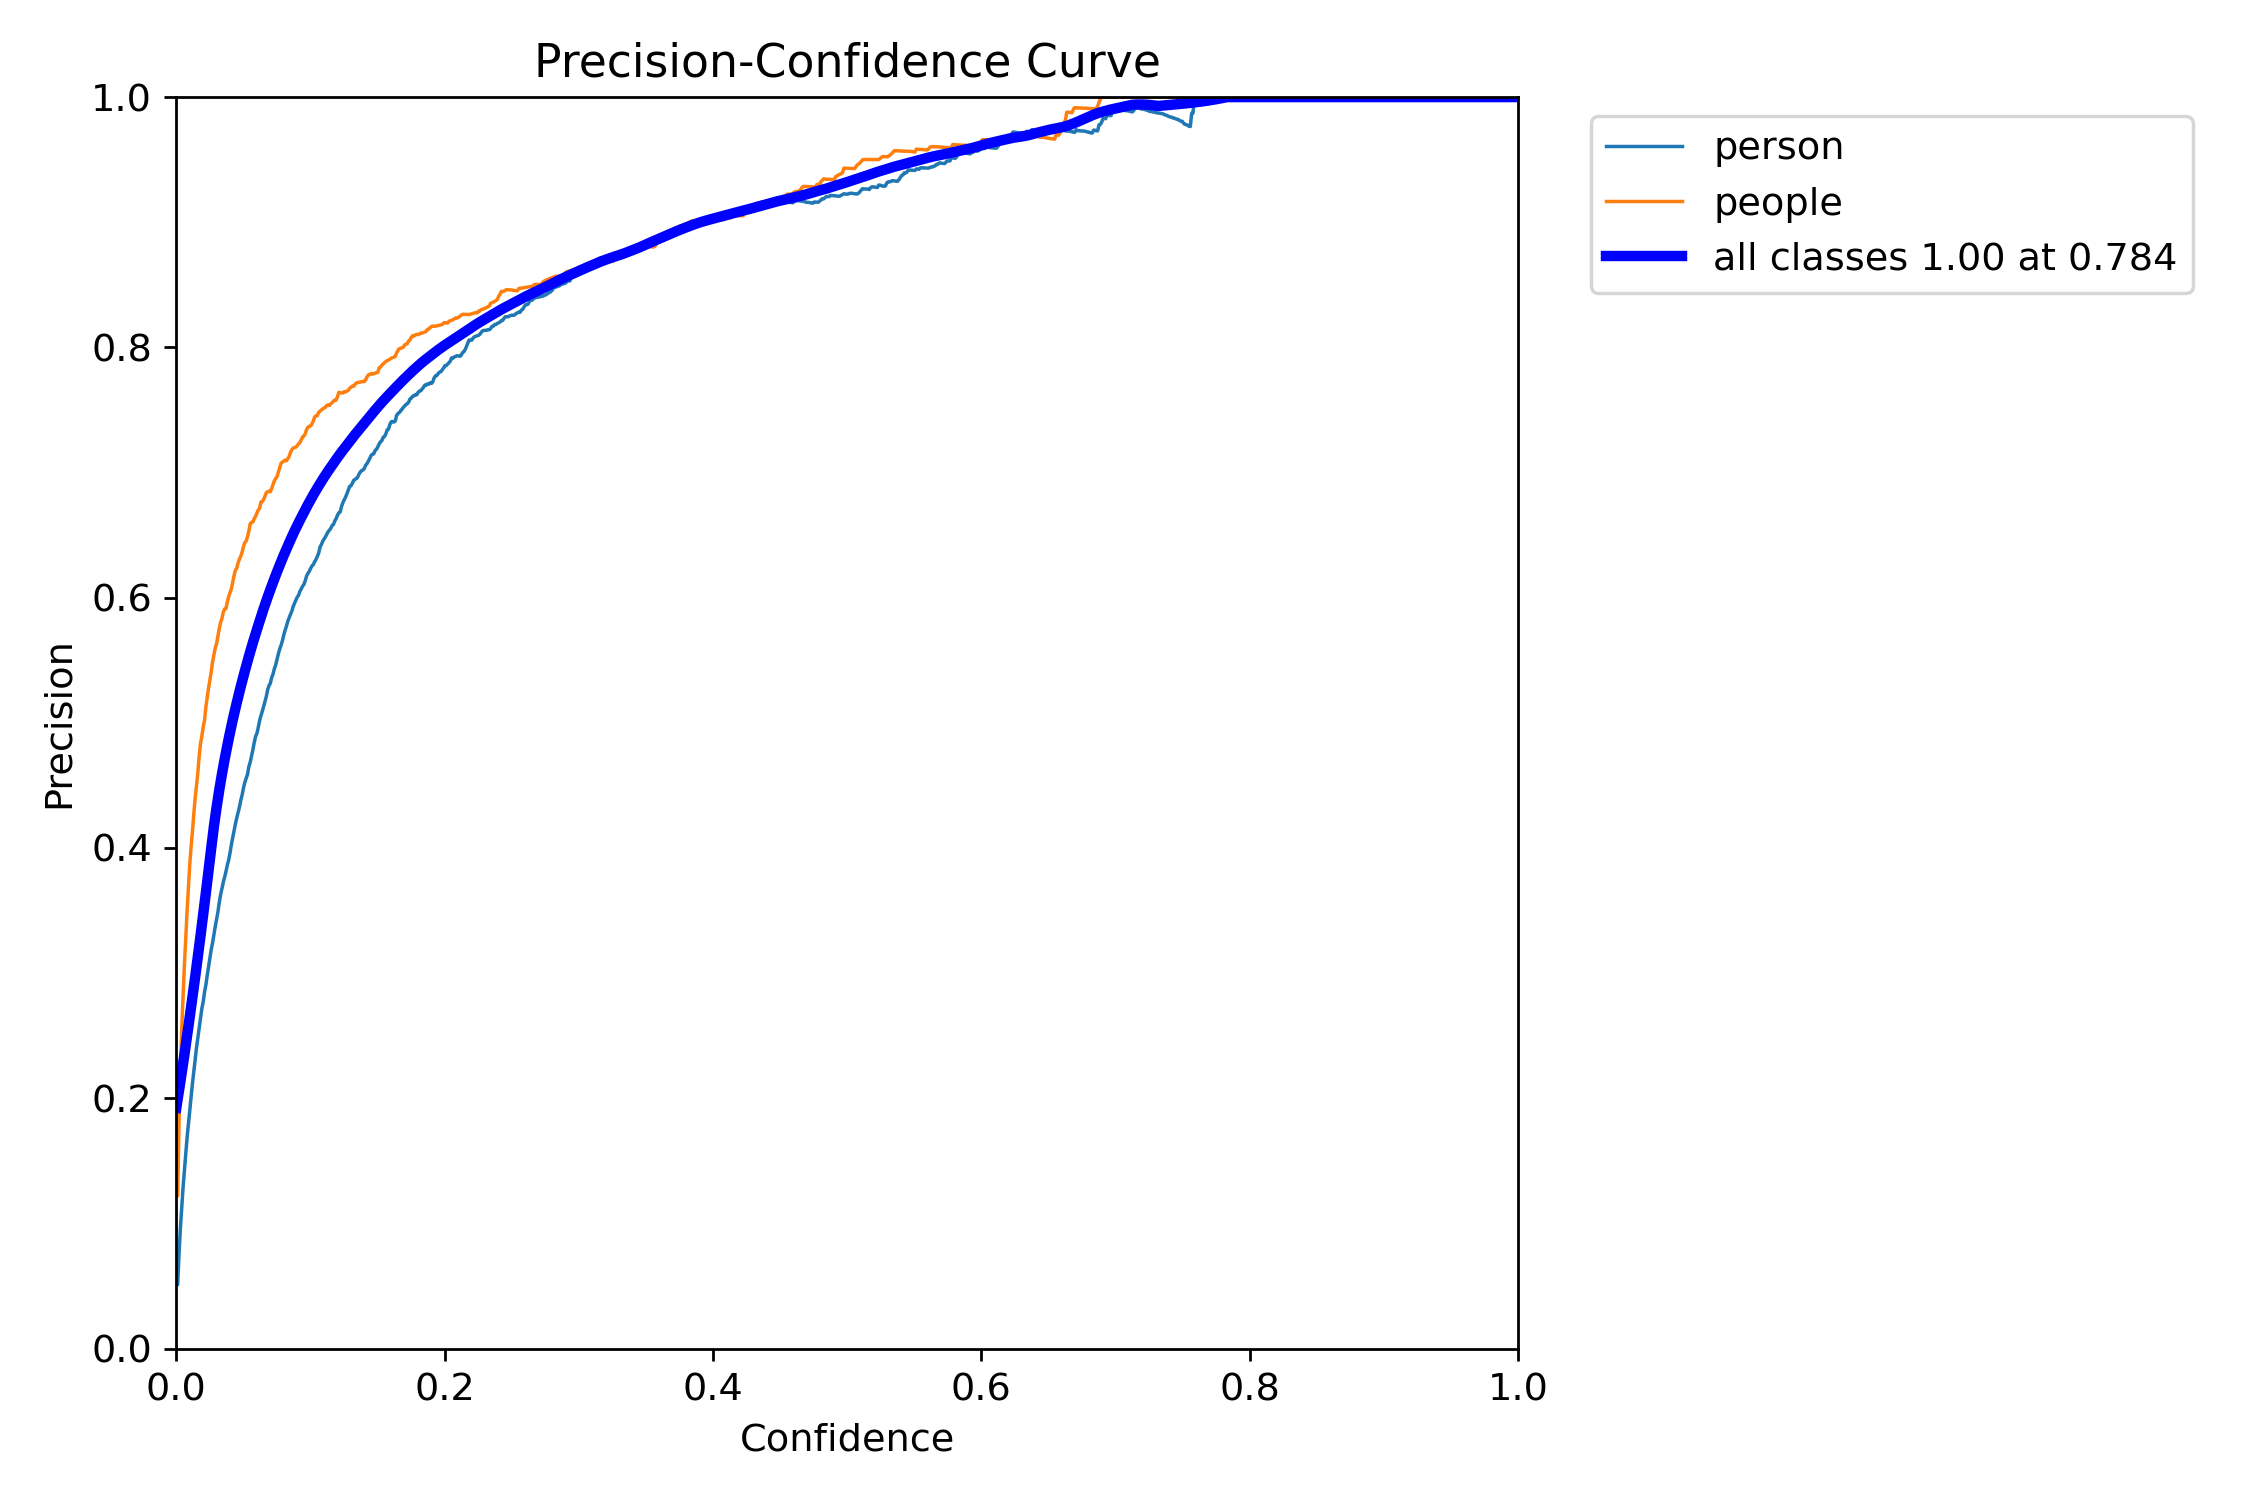 Precision-Confidence Curve
1.0
0.8
0.6
0.4
0.2
0.0
Precision
0.0 0.2 0.4 0.6 0.8 1.0
Confidence
person
people
all classes 1.00 at 0.784